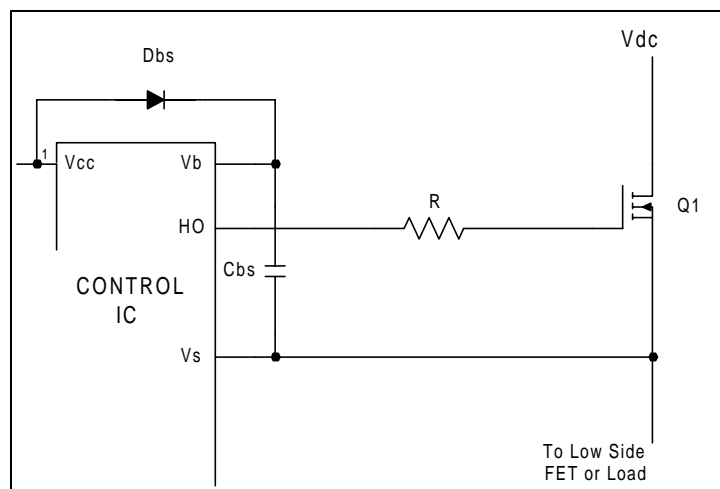 Vdc
Dbs
1
Vcc
Vb
R
Q1
HO
Cbs
CONTROL
IC
Vs
To Low Side
FET or Load